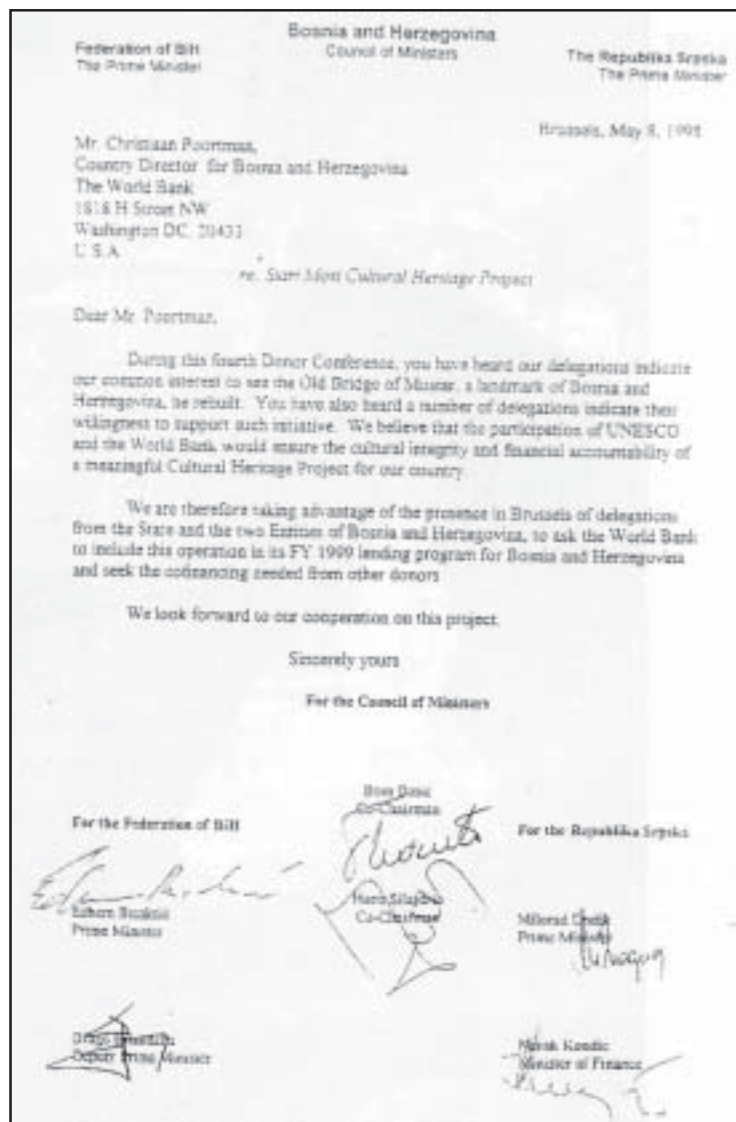 Bosnia and Herzegovina
Council of Ministers
Federation of BiH
The Prime Minister
The Republika Srpska
The Prime Minister
Brussels, May 8, 1998
Mr. Christiaan Poortman,
Country Director for Bosnia and Herzegovina
The World Bank
1818 H Street NW
Washington DC, 20433
U.S.A
re. Stari Most Cultural Heritage Project
Dear Mr. Poortman,
During this fourth Donor Conference, you have heard our delegations indicate
our common interest to see the Old Bridge of Mostar, a landmark of Bosnia and
Herzegovina, be rebuilt. You have also heard a number of delegations indicate their
willingness to support such initiative. We believe that the participation of UNESCO
and the World Bank would ensure the cultural integrity and financial accountability of
a meaningful Cultural Heritage Project for our country.
We are therefore taking advantage of the presence in Brussels of delegations
from the State and the two Entities of Bosnia and Herzegovina, to ask the World Bank
to include this operation in its FY 1999 lending program for Bosnia and Herzegovina
and seek the cofinancing needed from other donors
We look forward to our cooperation on this project.
Sincerely yours
For the Council of Ministers
Co-Chairman
For the Federation of BiH
For the Republika Srpska
Haris Silajdzic
Co-Chairman
Edhem Bicakcic
Prime Minister
Milorad Dodik
Prime Minister
Deputy Prime Minister
Novak Kondic
Minister of Finance